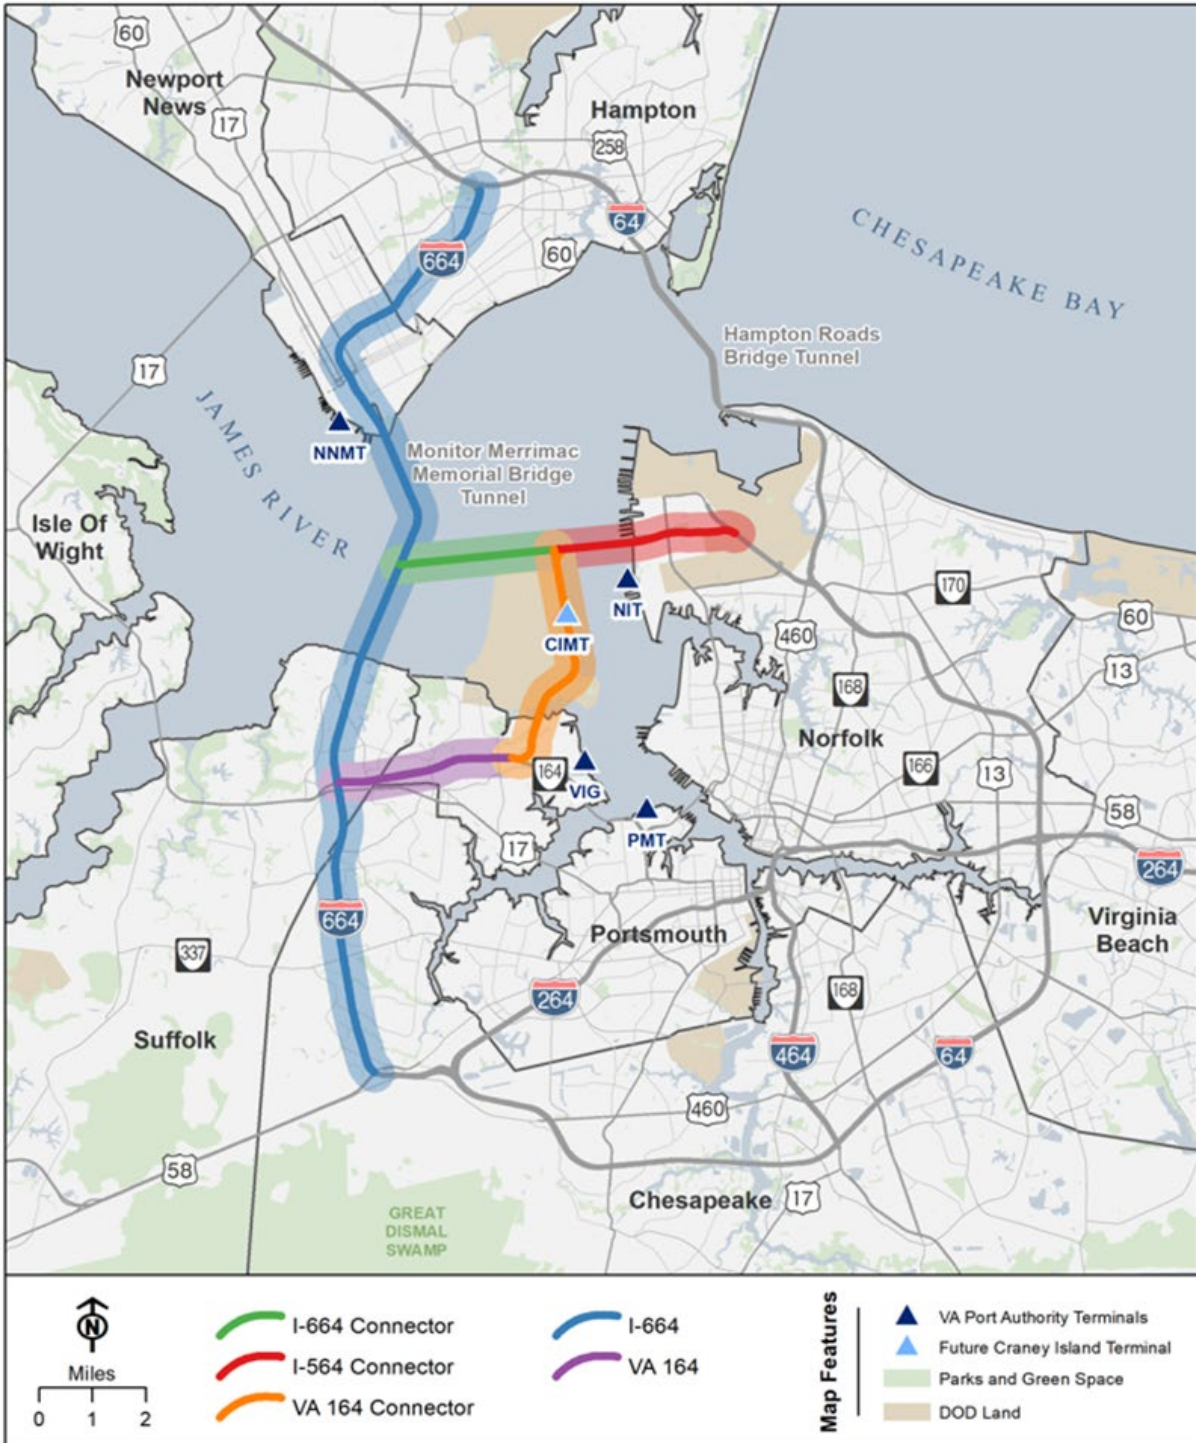 60
Newport
News
17
Hampton
258
64
60
664
CHESAPEAKE BAY
Hampton Roads
Bridge Tunnel
17
JAMES RIVER
NNMT
Monitor Merrimac
Memorial Bridge
Tunnel
Isle Of
Wight
NIT
170
CIMT
460
60
13
168
Norfolk
164
VIG
166
13
58
PMT
17
264
664
Portsmouth
Virginia
Beach
337
264
168
Suffolk
464
64
460
58
Chesapeake
17
GREAT
DISMAL
SWAMP
N
Miles
0 1 2
I-664 Connector
I-564 Connector
VA 164 Connector
I-664
VA 164
Map Features
VA Port Authority Terminals
Future Craney Island Terminal
Parks and Green Space
DOD Land